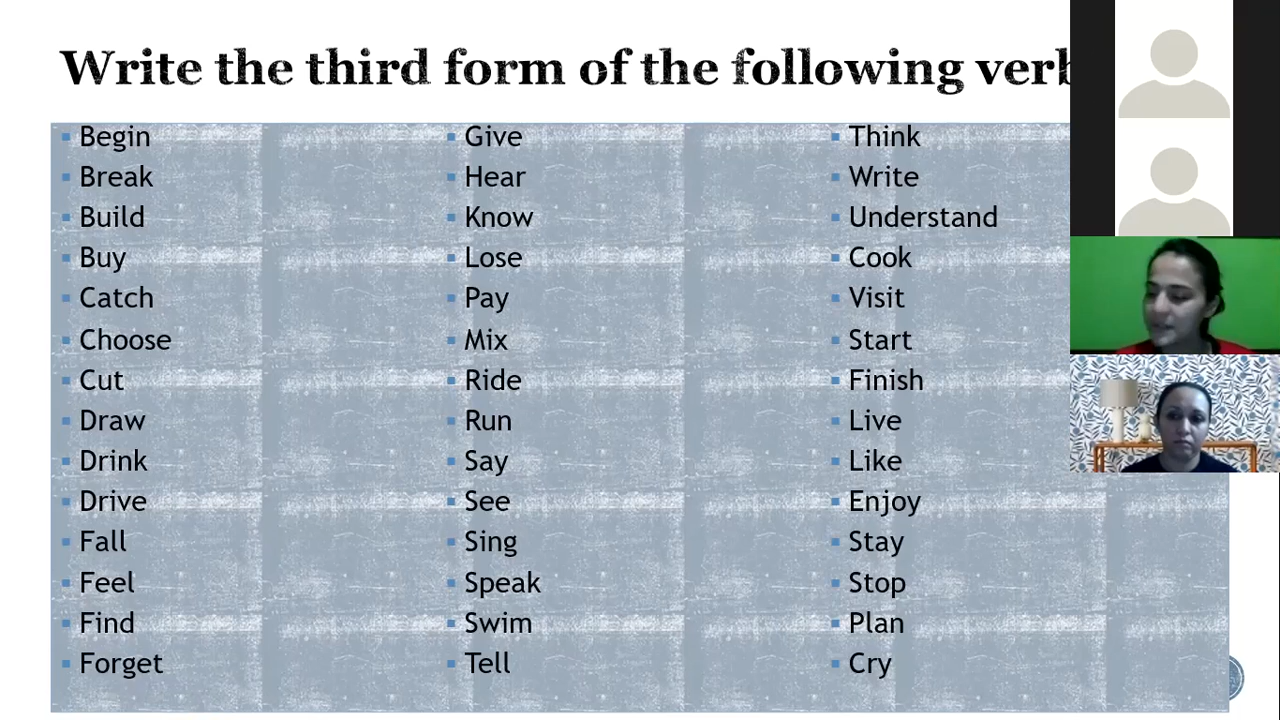 Write the third form of the following verb
Begin
Break
Build
Buy
Catch
Choose
Cut
Draw
Drink
Drive
Fall
Feel
Find
Forget
Give
Hear
Know
Lose
Pay
Mix
Ride
Run
Say
See
Sing
Speak
Swim
Tell
Think
Write
Understand
Cook
Visit
Start
Finish
Live
Like
Enjoy
Stay
Stop
Plan
Cry